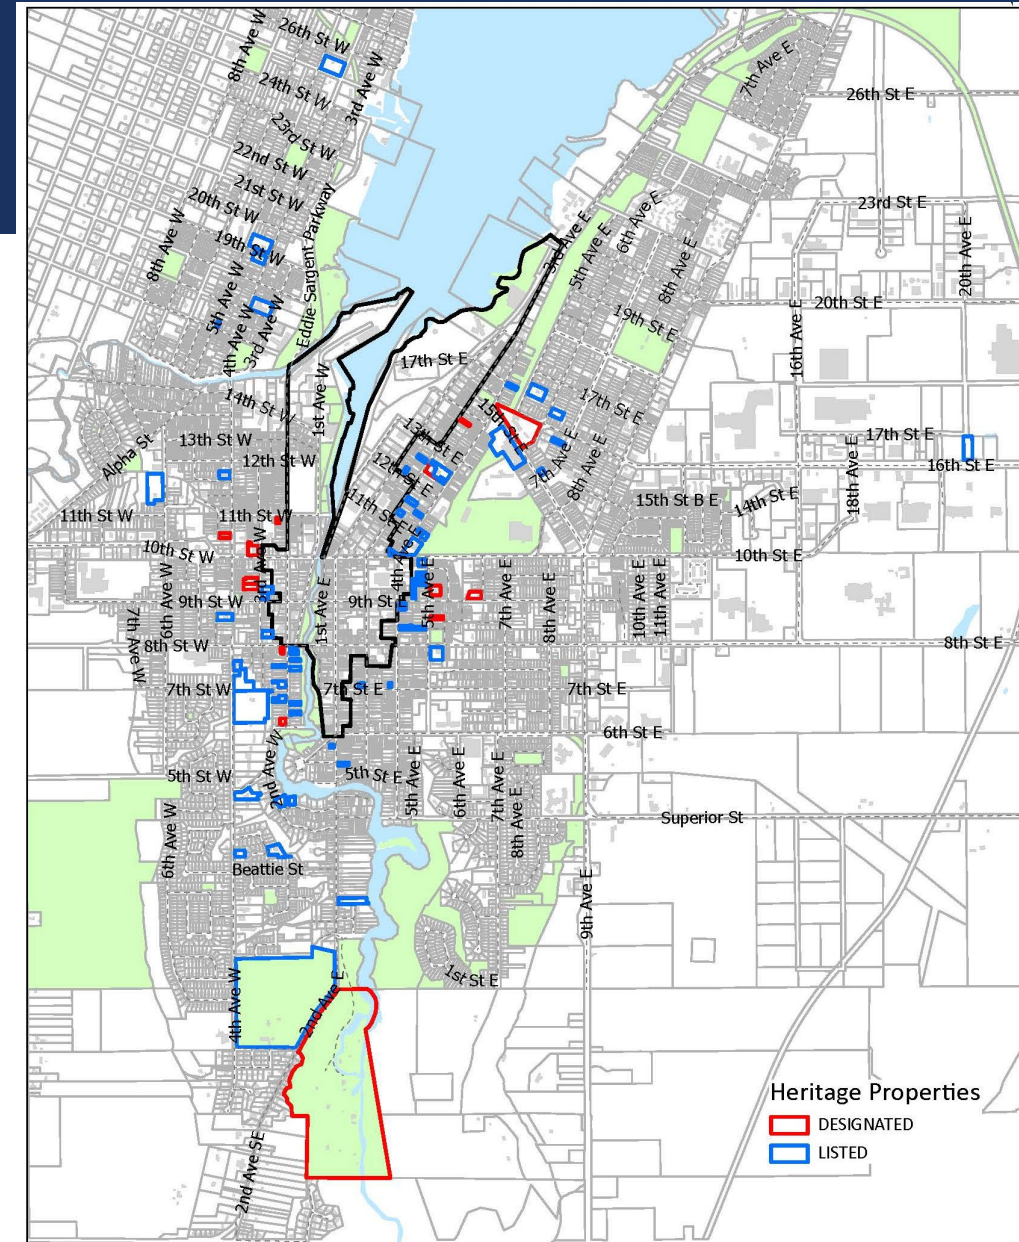 26th St W
8th Ave W
24th St W
3rd Ave W
7th Ave E
26th St E
23rd St W
22nd St W
21st St W
20th St W
19th St W
8th Ave W
Eddie Sargent Parkway
5th Ave W
4th Ave W
3rd Ave W
3rd Ave E
5th Ave E
6th Ave E
8th Ave E
23rd St E
20th Ave E
20th St E
19th St E
16th Ave E
17th St E
14th St W
1st Ave W
13th St W
Alpha St
12th St W
15th St E
17th St E
13th St E
12th St E
7th Ave E
8th Ave E
17th St E
16th St E
18th Ave E
11th St W
11th St W
11th St E
15th St B E
14th St E
10th St W
3rd Ave W
4th Ave E
10th St E
9th St W
6th Ave W
7th Ave W
1st Ave E
9th St E
5th Ave E
7th Ave E
8th Ave E
10th Ave E
11th Ave E
8th St W
8th St E
7th St W
7th St E
7th St E
6th St E
5th St W
2nd Ave W
5th St E
5th Ave E
6th Ave E
7th Ave E
8th Ave E
Superior St
6th Ave W
Beattie St
9th Ave E
4th Ave W
2nd Ave E
1st St E
2nd Ave SE
Heritage Properties
DESIGNATED
LISTED